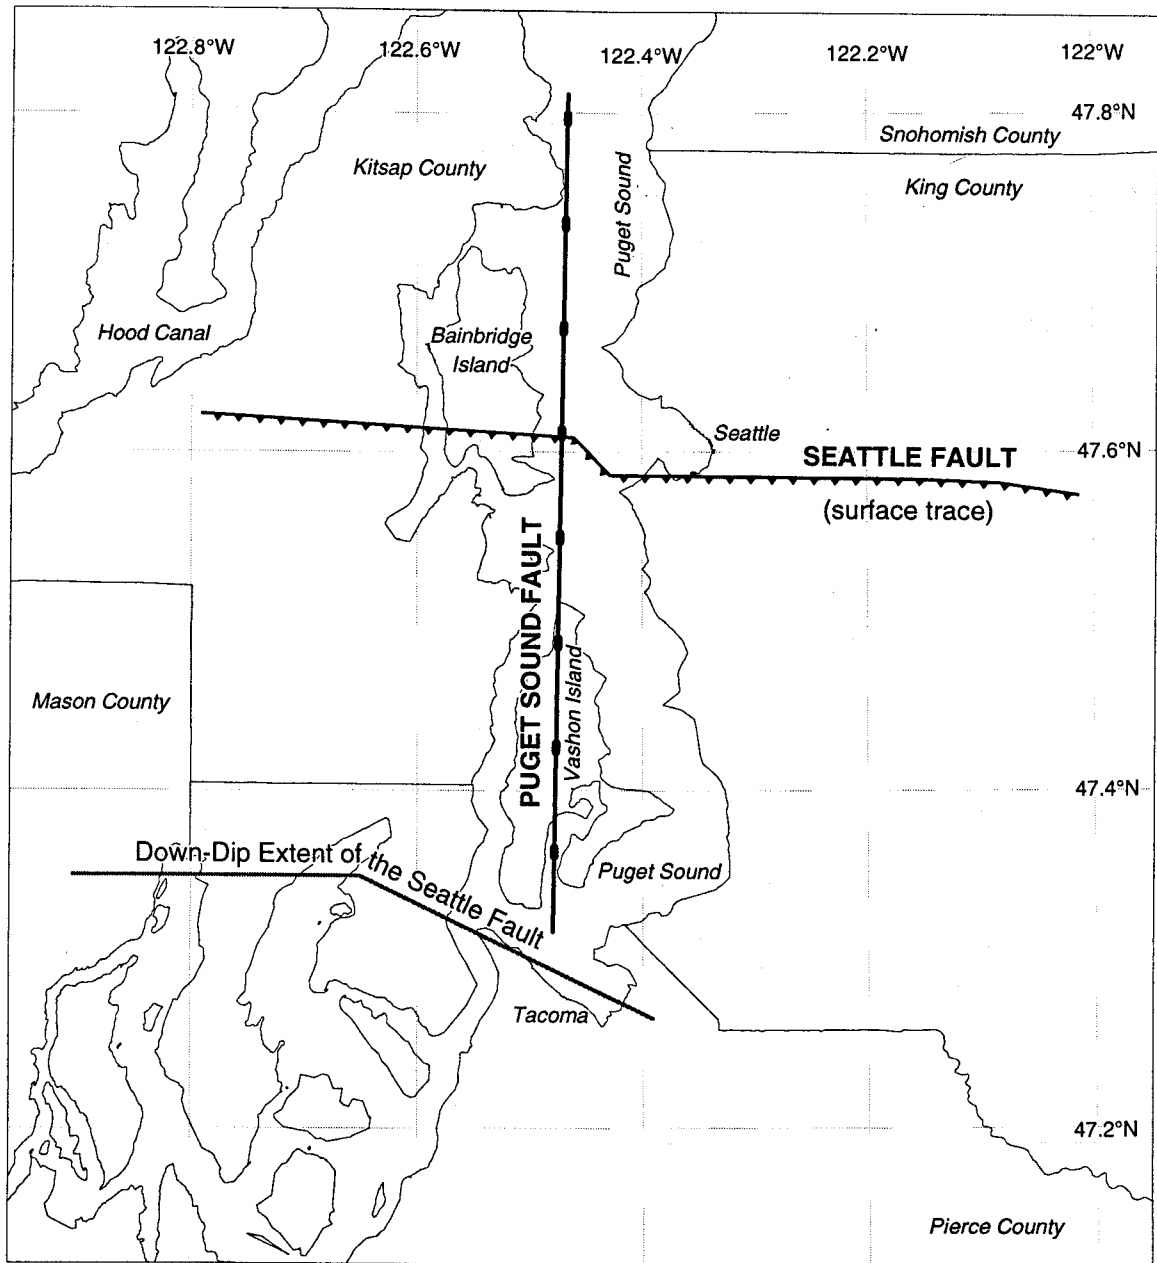 122.8°W
122.6°W
122.4°W
122.2°W
122°W
47.8°N
Snohomish County
Kitsap County
King County
Puget Sound
Hood Canal
Bainbridge
Island
Seattle
47.6°N
SEATTLE FAULT
(surface trace)
PUGET SOUND FAULT
Vashon Island
Mason County
47.4°N
Down-Dip Extent of the Seattle Fault
Puget Sound
Tacoma
47.2°N
Pierce County